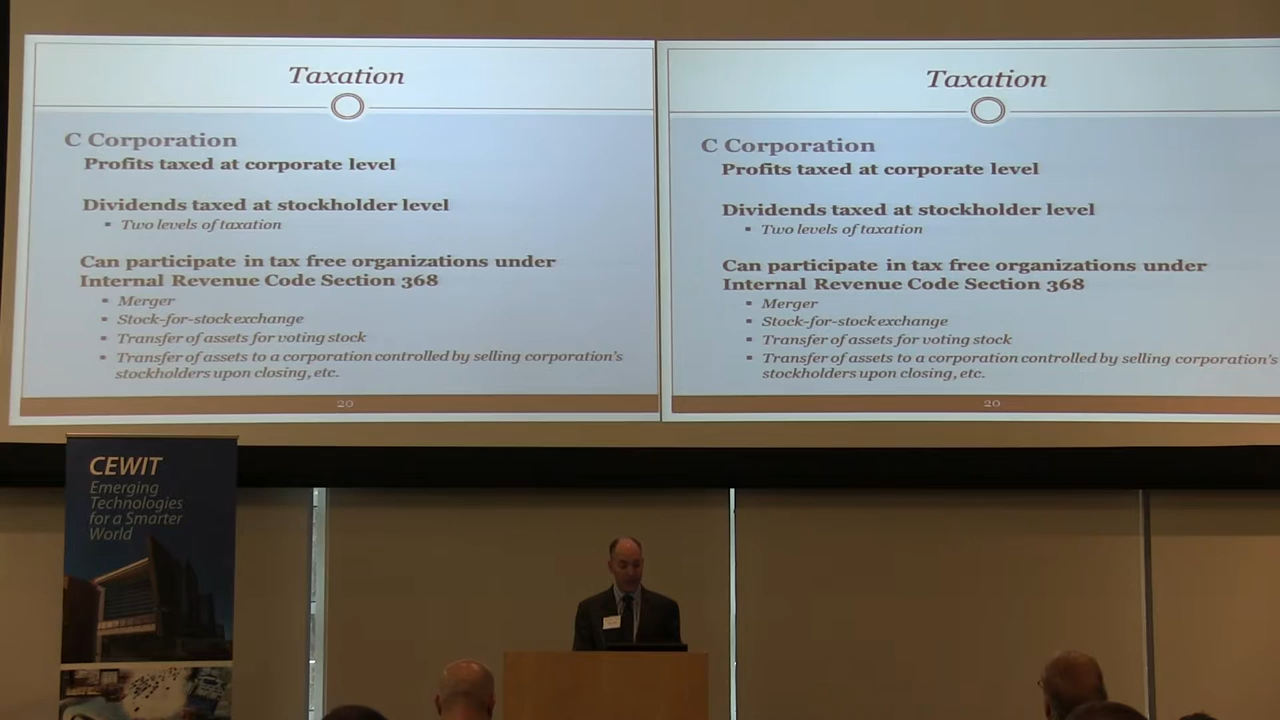 Taxation
C Corporation
Profits taxed at corporate level
Dividends taxed at stockholder level
▪ Two levels of taxation
Can participate in tax free organizations under
Internal Revenue Code Section 368
▪ Merger
▪ Stock-for-stock exchange
▪ Transfer of assets for voting stock
▪ Transfer of assets to a corporation controlled by selling corporation's
stockholders upon closing, etc.
20
Taxation
C Corporation
Profits taxed at corporate level
Dividends taxed at stockholder level
▪ Two levels of taxation
Can participate in tax free organizations under
Internal Revenue Code Section 368
▪ Merger
▪ Stock-for-stock exchange
▪ Transfer of assets for voting stock
▪ Transfer of assets to a corporation controlled by selling corporation's
stockholders upon closing, etc.
20
CEWIT
Emerging
Technologies
for a Smarter
World